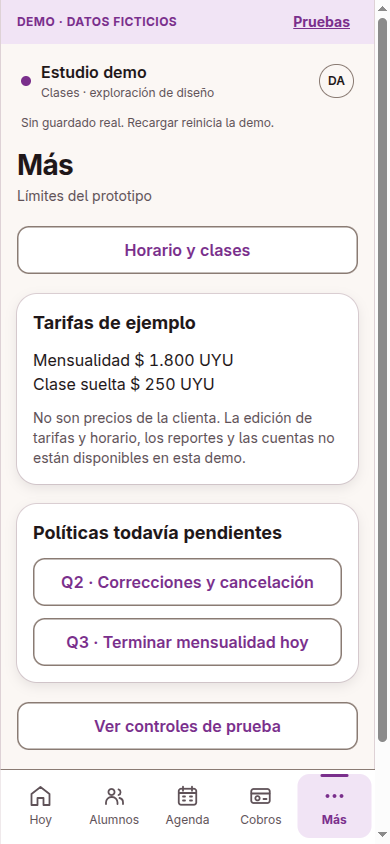 DEMO · DATOS FICTICIOS
Pruebas
Estudio demo
Clases · exploración de diseño
DA
Sin guardado real. Recargar reinicia la demo.
Más
Límites del prototipo
Horario y clases
Tarifas de ejemplo
Mensualidad $ 1.800 UYU
Clase suelta $ 250 UYU
No son precios de la clienta. La edición de
tarifas y horario, los reportes y las cuentas no
están disponibles en esta demo.
Políticas todavía pendientes
Q2 · Correcciones y cancelación
Q3 · Terminar mensualidad hoy
Ver controles de prueba
Hoy
Alumnos
Agenda
Cobros
Más